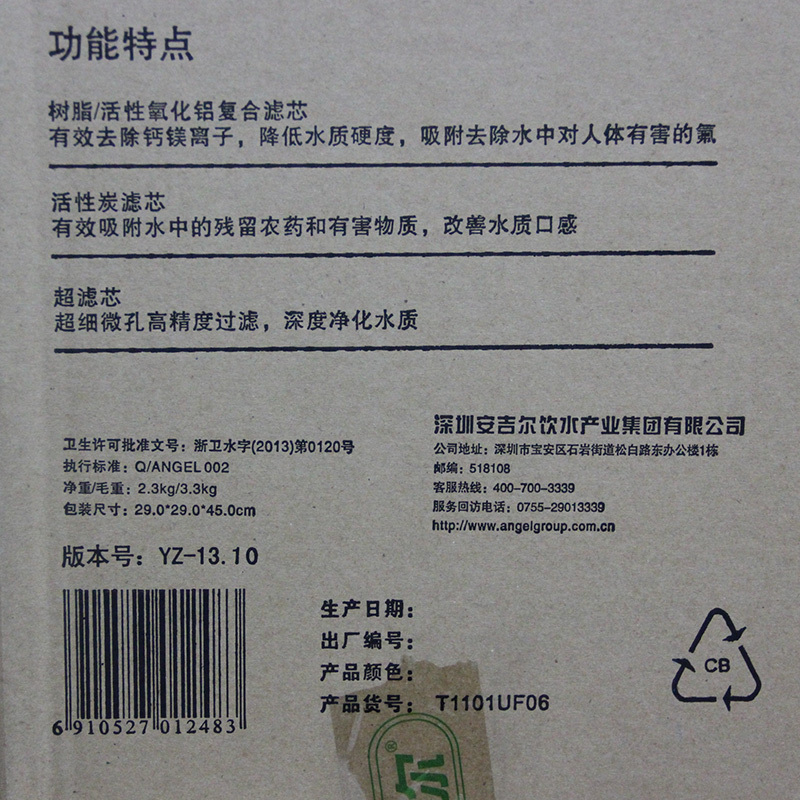 功能特点
树脂/活性氧化铝复合滤芯
有效去除钙镁离子，降低水质硬度，吸附去除水中对人体有害的氟
活性炭滤芯
有效吸附水中的残留农药和有害物质，改善水质口感
超滤芯
超细微孔高精度过滤，深度净化水质
卫生许可批准文号：浙卫水字(2013)第0120号
执行标准：Q/ANGEL 002
净重/毛重：2.3kg/3.3kg
包装尺寸：29.0*29.0*45.0cm
版本号：YZ-13.10
深圳安吉尔饮水产业集团有限公司
公司地址：深圳市宝安区石岩街道松白路东办公楼1栋
邮编：518108
客服热线：400-700-3339
服务回访电话：0755-29013339
http://www.angelgroup.com.cn
6 910527 012483
生产日期：
出厂编号：
产品颜色：
产品货号：T1101UF06
CB
®
尔